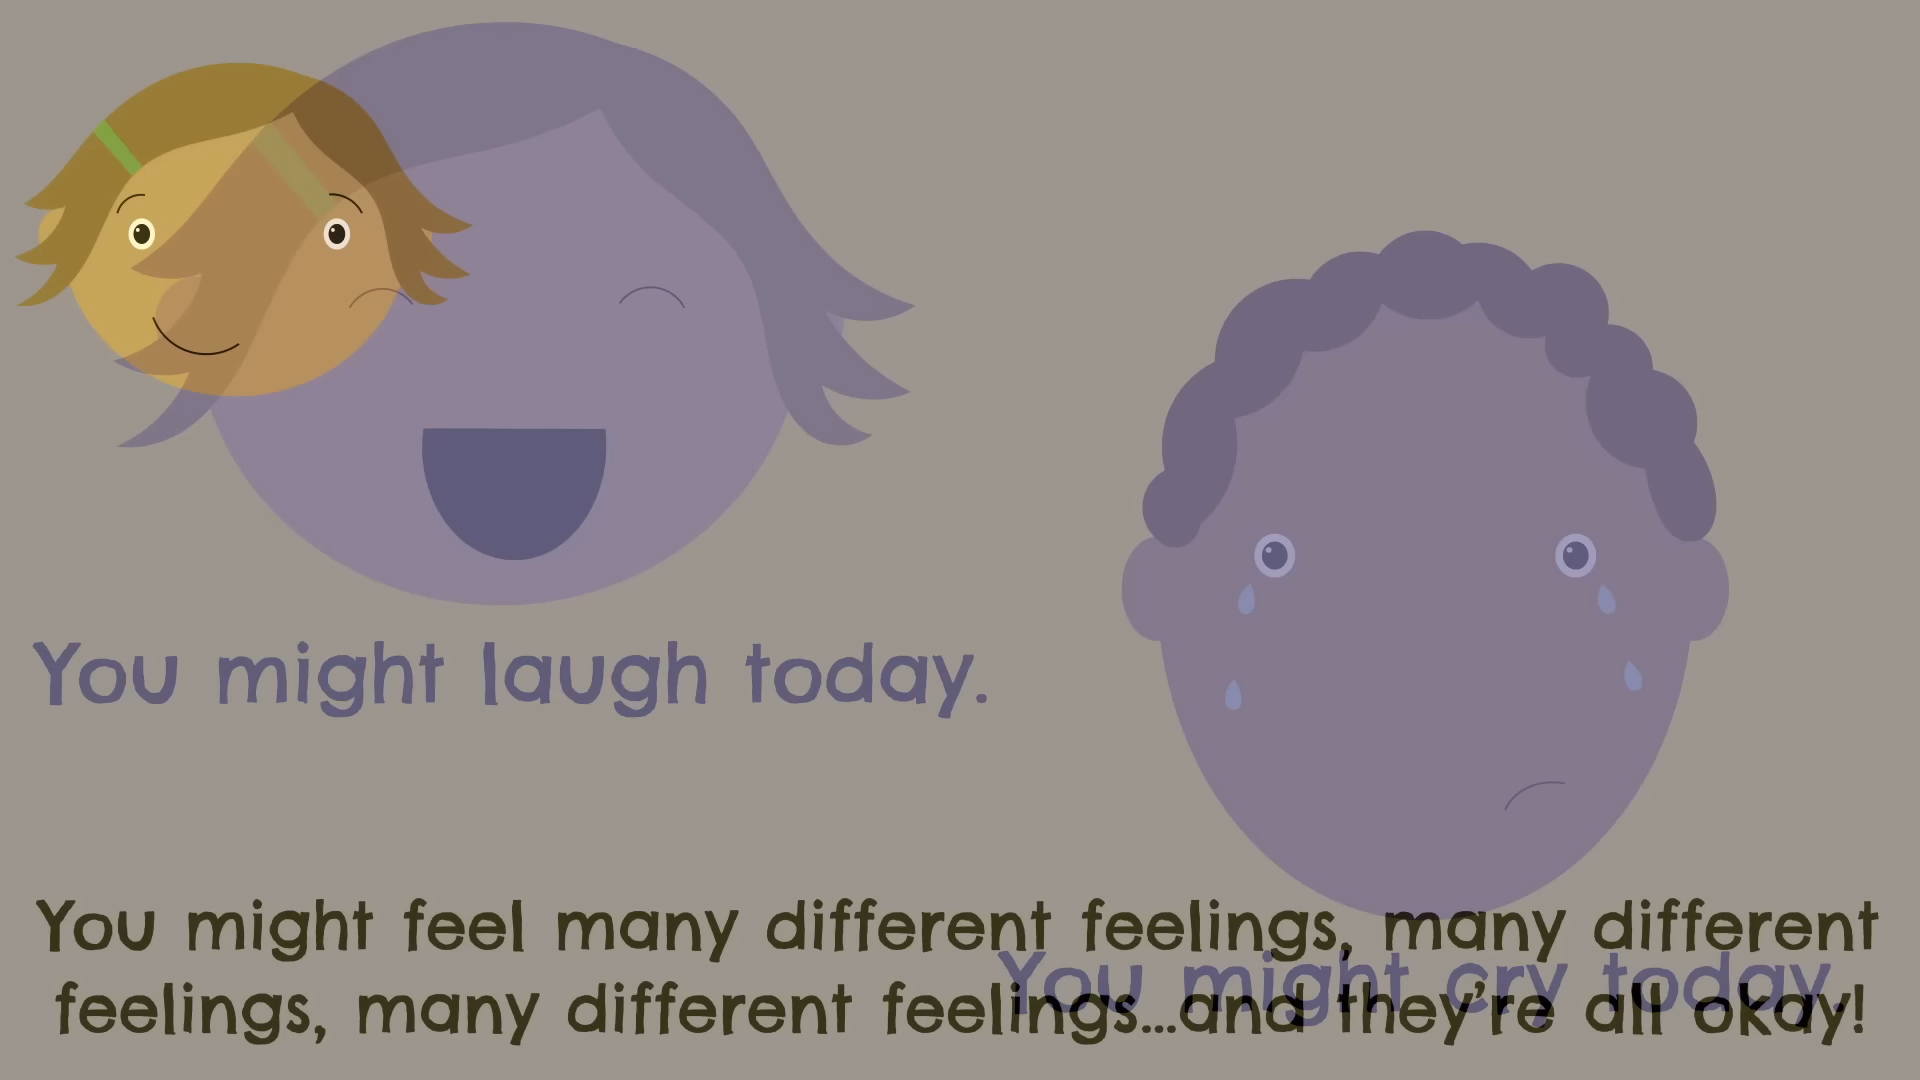 You might laugh today.
You might feel many different feelings, many different
You might cry today.
feelings, many different feelings...and they're all okay!